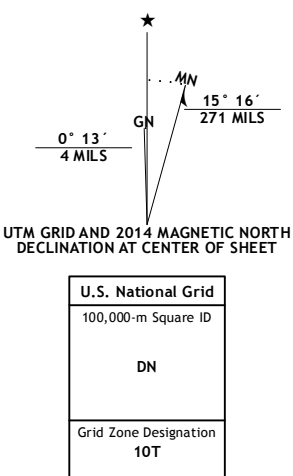 MN
GN
15° 16´
271 MILS
0° 13´
4 MILS
UTM GRID AND 2014 MAGNETIC NORTH
DECLINATION AT CENTER OF SHEET
U.S. National Grid
100,000-m Square ID
DN
Grid Zone Designation
10T